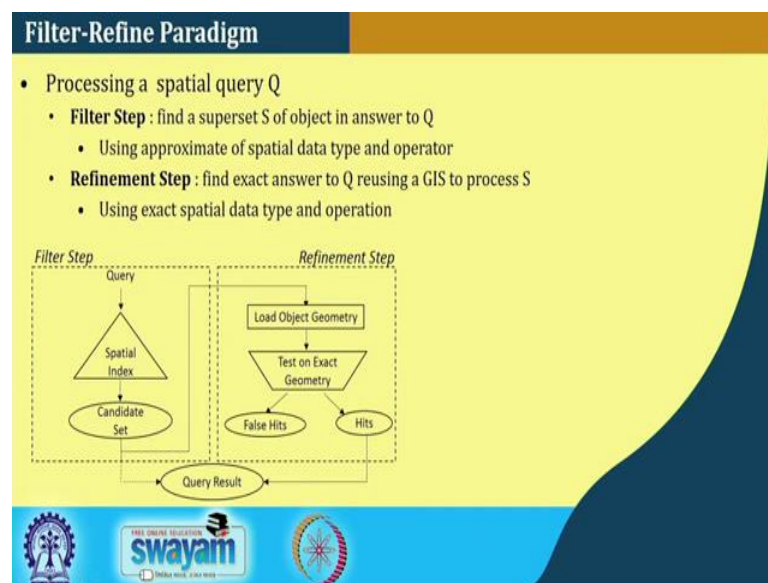 Filter-Refine Paradigm
• Processing a spatial query Q
• Filter Step : find a superset S of object in answer to Q
• Using approximate of spatial data type and operator
• Refinement Step : find exact answer to Q reusing a GIS to process S
• Using exact spatial data type and operation
Filter Step
Query
Spatial
Index
Candidate
Set
Refinement Step
Load Object Geometry
Test on Exact
Geometry
False Hits
Hits
Query Result
FREE ONLINE EDUCATION
swayam